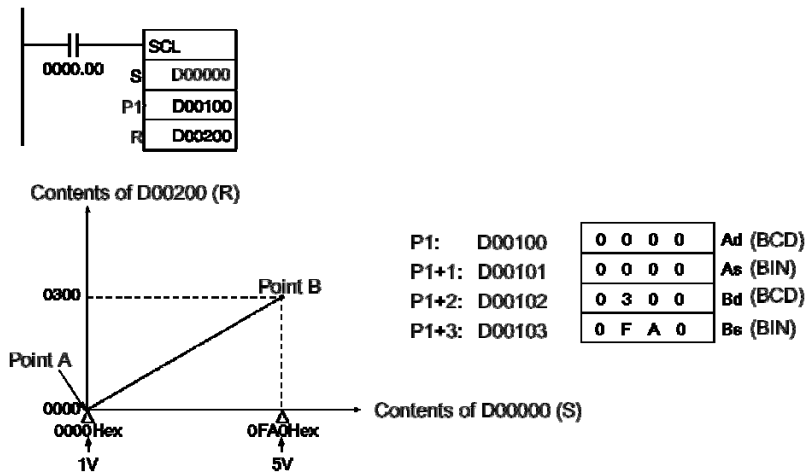 SCL
0000.00
S D00000
P1 D00100
R D00200
Contents of D00200 (R)
P1: D00100 0 0 0 0 Ad (BCD)
P1+1: D00101 0 0 0 0 As (BIN)
P1+2: D00102 0 3 0 0 Bd (BCD)
P1+3: D00103 0 F A 0 Bs (BIN)
0300
Point B
Point A
0000
Contents of D00000 (S)
0000Hex 0FA0Hex
1V 5V